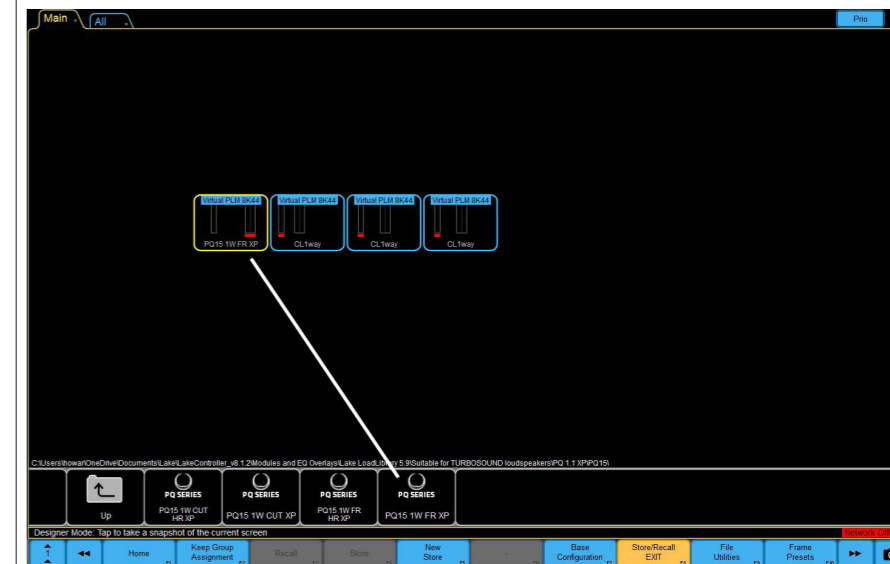 Main
All
Prio
Virtual PLM 8K44
Virtual PLM 8K44
Virtual PLM 8K44
Virtual PLM 8K44
PQ15 1W FR XP
CL1way
CL1way
CL1way
C:\Users\howar\OneDrive\Documents\Lake\LakeController_v8.1.2\Modules and EQ Overlays\Lake LoadLibrary 5.9\Suitable for TURBOSOUND loudspeakers\PQ 1.1 XP\PQ15\
Up
PQ SERIES
PQ15 1W CUT
HR XP
PQ SERIES
PQ15 1W CUT XP
PQ SERIES
PQ15 1W FR
HR XP
PQ SERIES
PQ15 1W FR XP
Designer Mode: Tap to take a snapshot of the current screen
Network Off
1
Home
Keep Group
Assignment
Recall
Store
New
Store
-
Base
Configuration
Store/Recall
EXIT
File
Utilities
Frame
Presets